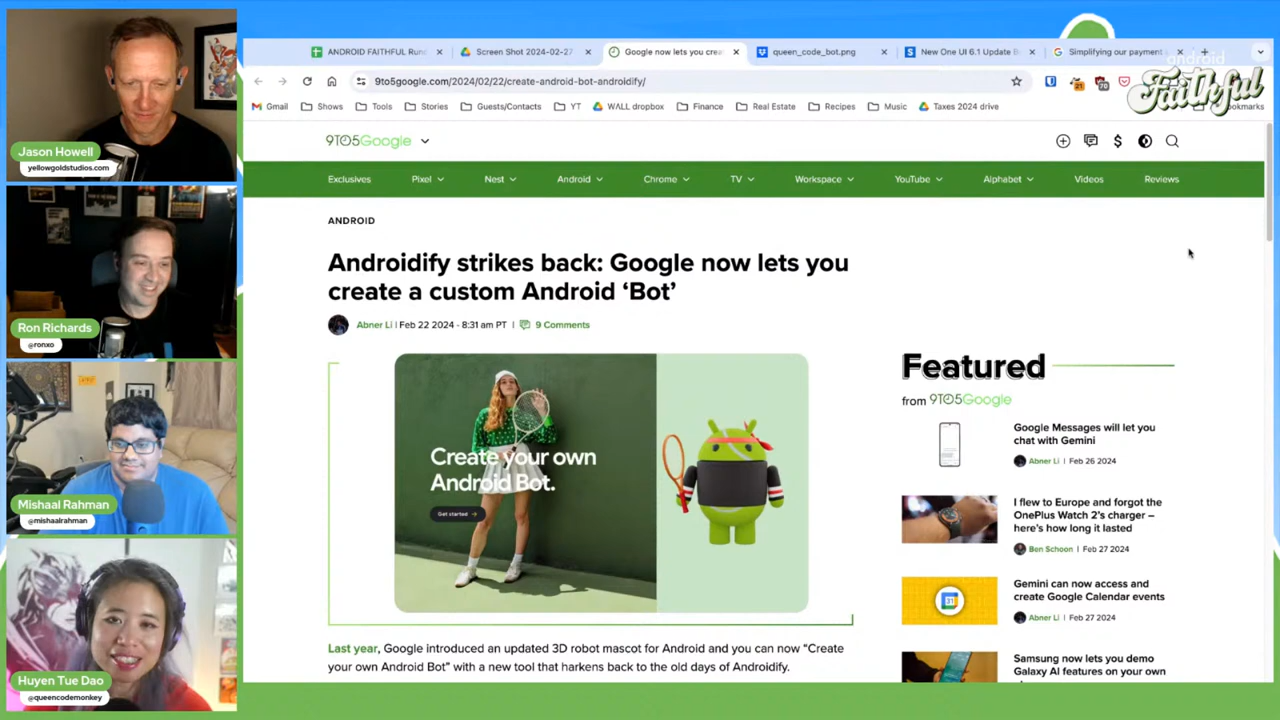 Jason Howell
yellowgoldstudios.com
Ron Richards
@ronxo
Mishaal Rahman
@mishaalrahman
Huyen Tue Dao
@queencodemonkey
ANDROID FAITHFUL Run
Screen Shot 2024-02-27
Google now lets you crea
queen_code_bot.png
New One UI 6.1 Update B
Simplifying our payment
android
Faithful
9to5google.com/2024/02/22/create-android-bot-androidify/
Gmail
Shows
Tools
Stories
Guests/Contacts
YT
WALL dropbox
Finance
Real Estate
Recipes
Music
Taxes 2024 drive
okmarks
9TO5Google
Exclusives
Pixel
Nest
Android
Chrome
TV
Workspace
YouTube
Alphabet
Videos
Reviews
ANDROID
Androidify strikes back: Google now lets you
create a custom Android ‘Bot’
Abner Li | Feb 22 2024 - 8:31 am PT | 9 Comments
Create your own
Android Bot.
Get started →
Last year, Google introduced an updated 3D robot mascot for Android and you can now “Create
your own Android Bot” with a new tool that harkens back to the old days of Androidify.
Featured
from 9TO5Google
Google Messages will let you
chat with Gemini
Abner Li | Feb 26 2024
I flew to Europe and forgot the
OnePlus Watch 2’s charger –
here’s how long it lasted
Ben Schoon | Feb 27 2024
Gemini can now access and
create Google Calendar events
Abner Li | Feb 27 2024
Samsung now lets you demo
Galaxy AI features on your own